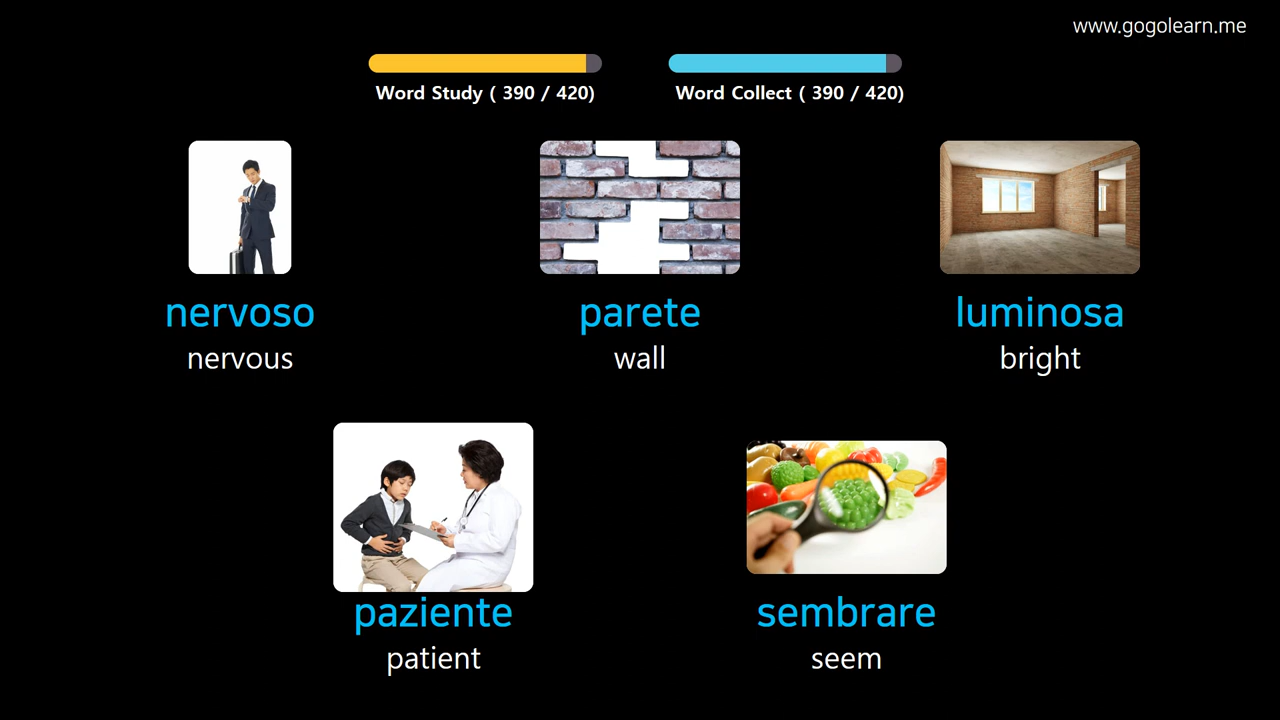 www.gogolearn.me
Word Study ( 390 / 420)
Word Collect ( 390 / 420)
nervoso
nervous
parete
wall
luminosa
bright
paziente
patient
sembrare
seem